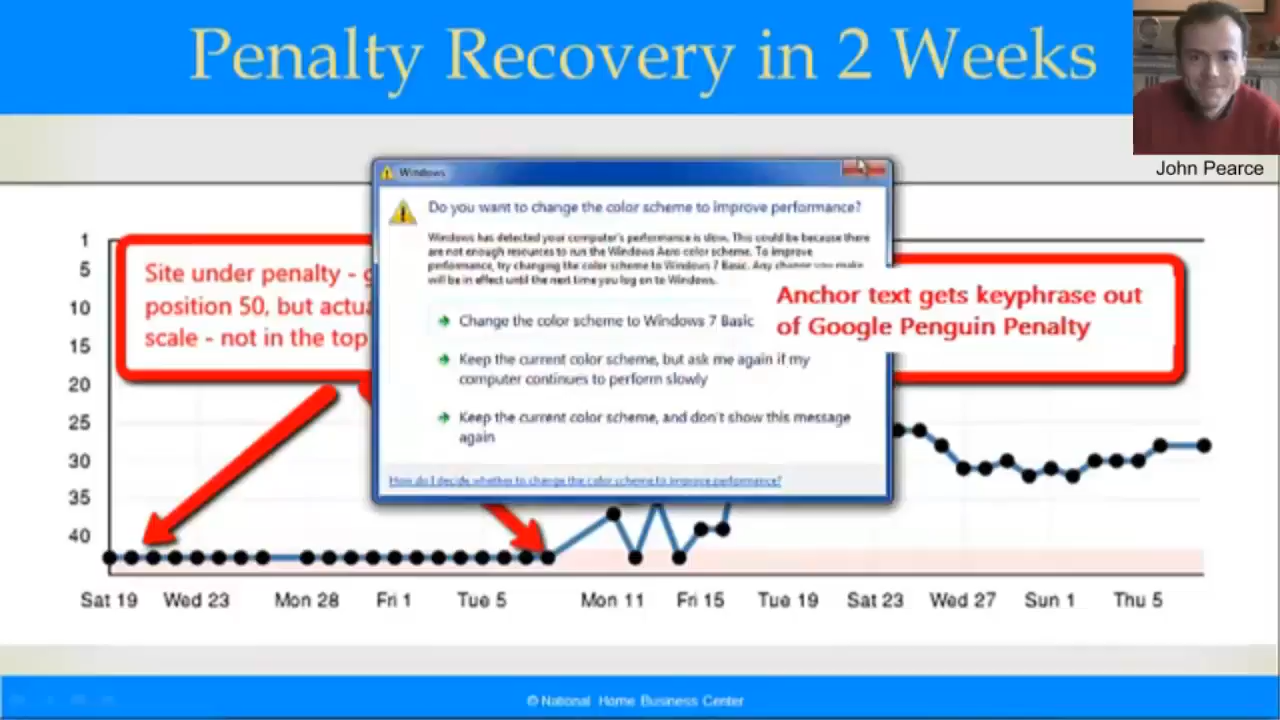 Penalty Recovery in 2 Weeks
John Pearce
Windows
Do you want to change the color scheme to improve performance?
Windows has detected your computer's performance is slow. This could be because there
are not enough resources to run the Windows Aero color scheme. To improve
performance, try changing the color scheme to Windows 7 Basic. Any change you make
will be in effect until the next time you log on to Windows.
Change the color scheme to Windows 7 Basic
Keep the current color scheme, but ask me again if my
computer continues to perform slowly
Keep the current color scheme, and don't show this message
again
How do I decide whether to change the color scheme to improve performance?
Site under penalty -
position 50, but actu
scale - not in the top
Anchor text gets keyphrase out
of Google Penguin Penalty
1
5
10
15
20
25
30
35
40
Sat 19 Wed 23 Mon 28 Fri 1 Tue 5 Mon 11 Fri 15 Tue 19 Sat 23 Wed 27 Sun 1 Thu 5
© National Home Business Center